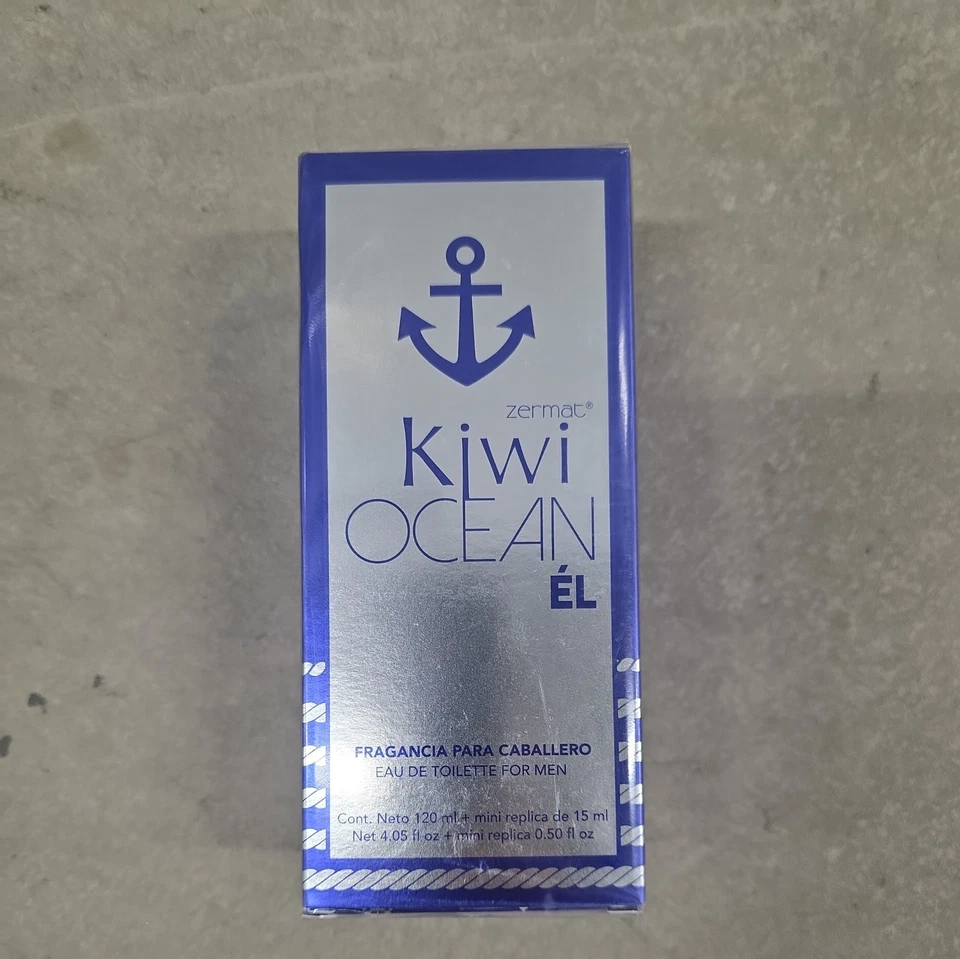 zermat®
Kiwi
OCEAN
ÉL
FRAGANCIA PARA CABALLERO
EAU DE TOILETTE FOR MEN
Cont. Neto 120 ml + mini replica de 15 ml
Net 4.05 fl oz + mini replica 0.50 fl oz